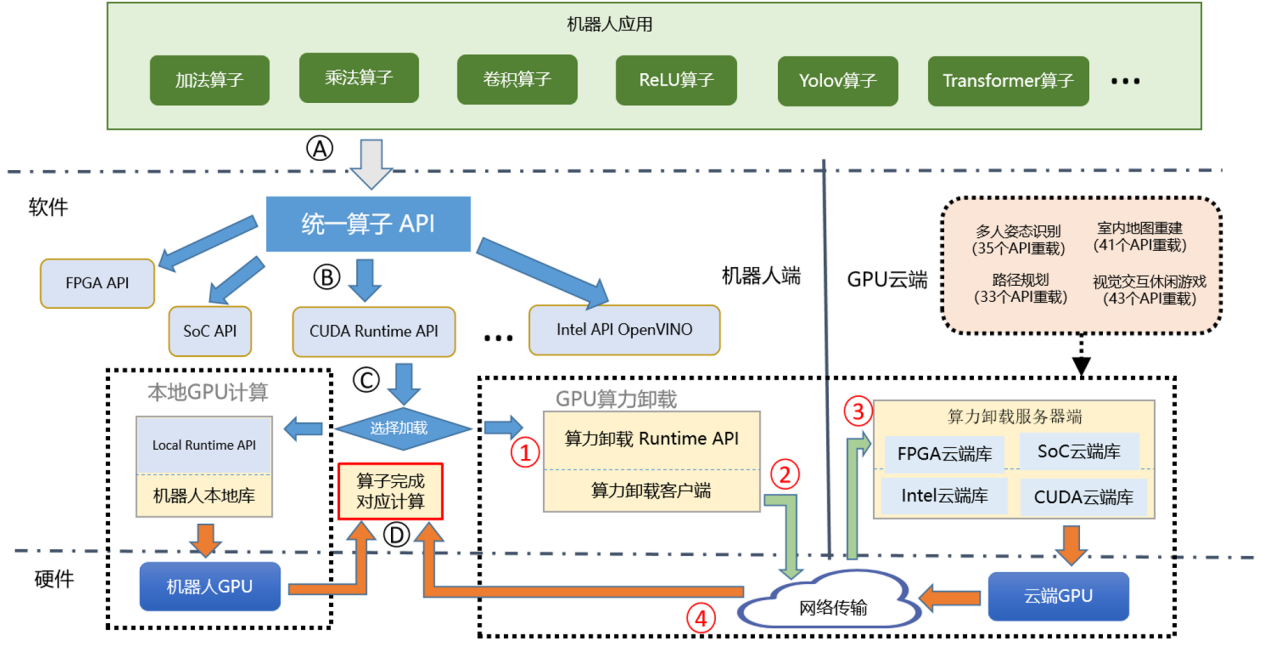 机器人应用
加法算子
乘法算子
卷积算子
ReLU算子
Yolov算子
Transformer算子
...
A
软件
统一算子 API
B
FPGA API
SoC API
CUDA Runtime API
...
Intel API OpenVINO
机器人端
GPU云端
多人姿态识别
(35个API重载)
室内地图重建
(41个API重载)
路径规划
(33个API重载)
视觉交互休闲游戏
(43个API重载)
C
本地GPU计算
Local Runtime API
机器人本地库
选择加载
算子完成
对应计算
D
GPU算力卸载
①
算力卸载 Runtime API
算力卸载客户端
②
③
算力卸载服务器端
FPGA云端库
SoC云端库
Intel云端库
CUDA云端库
硬件
机器人GPU
④
网络传输
云端GPU